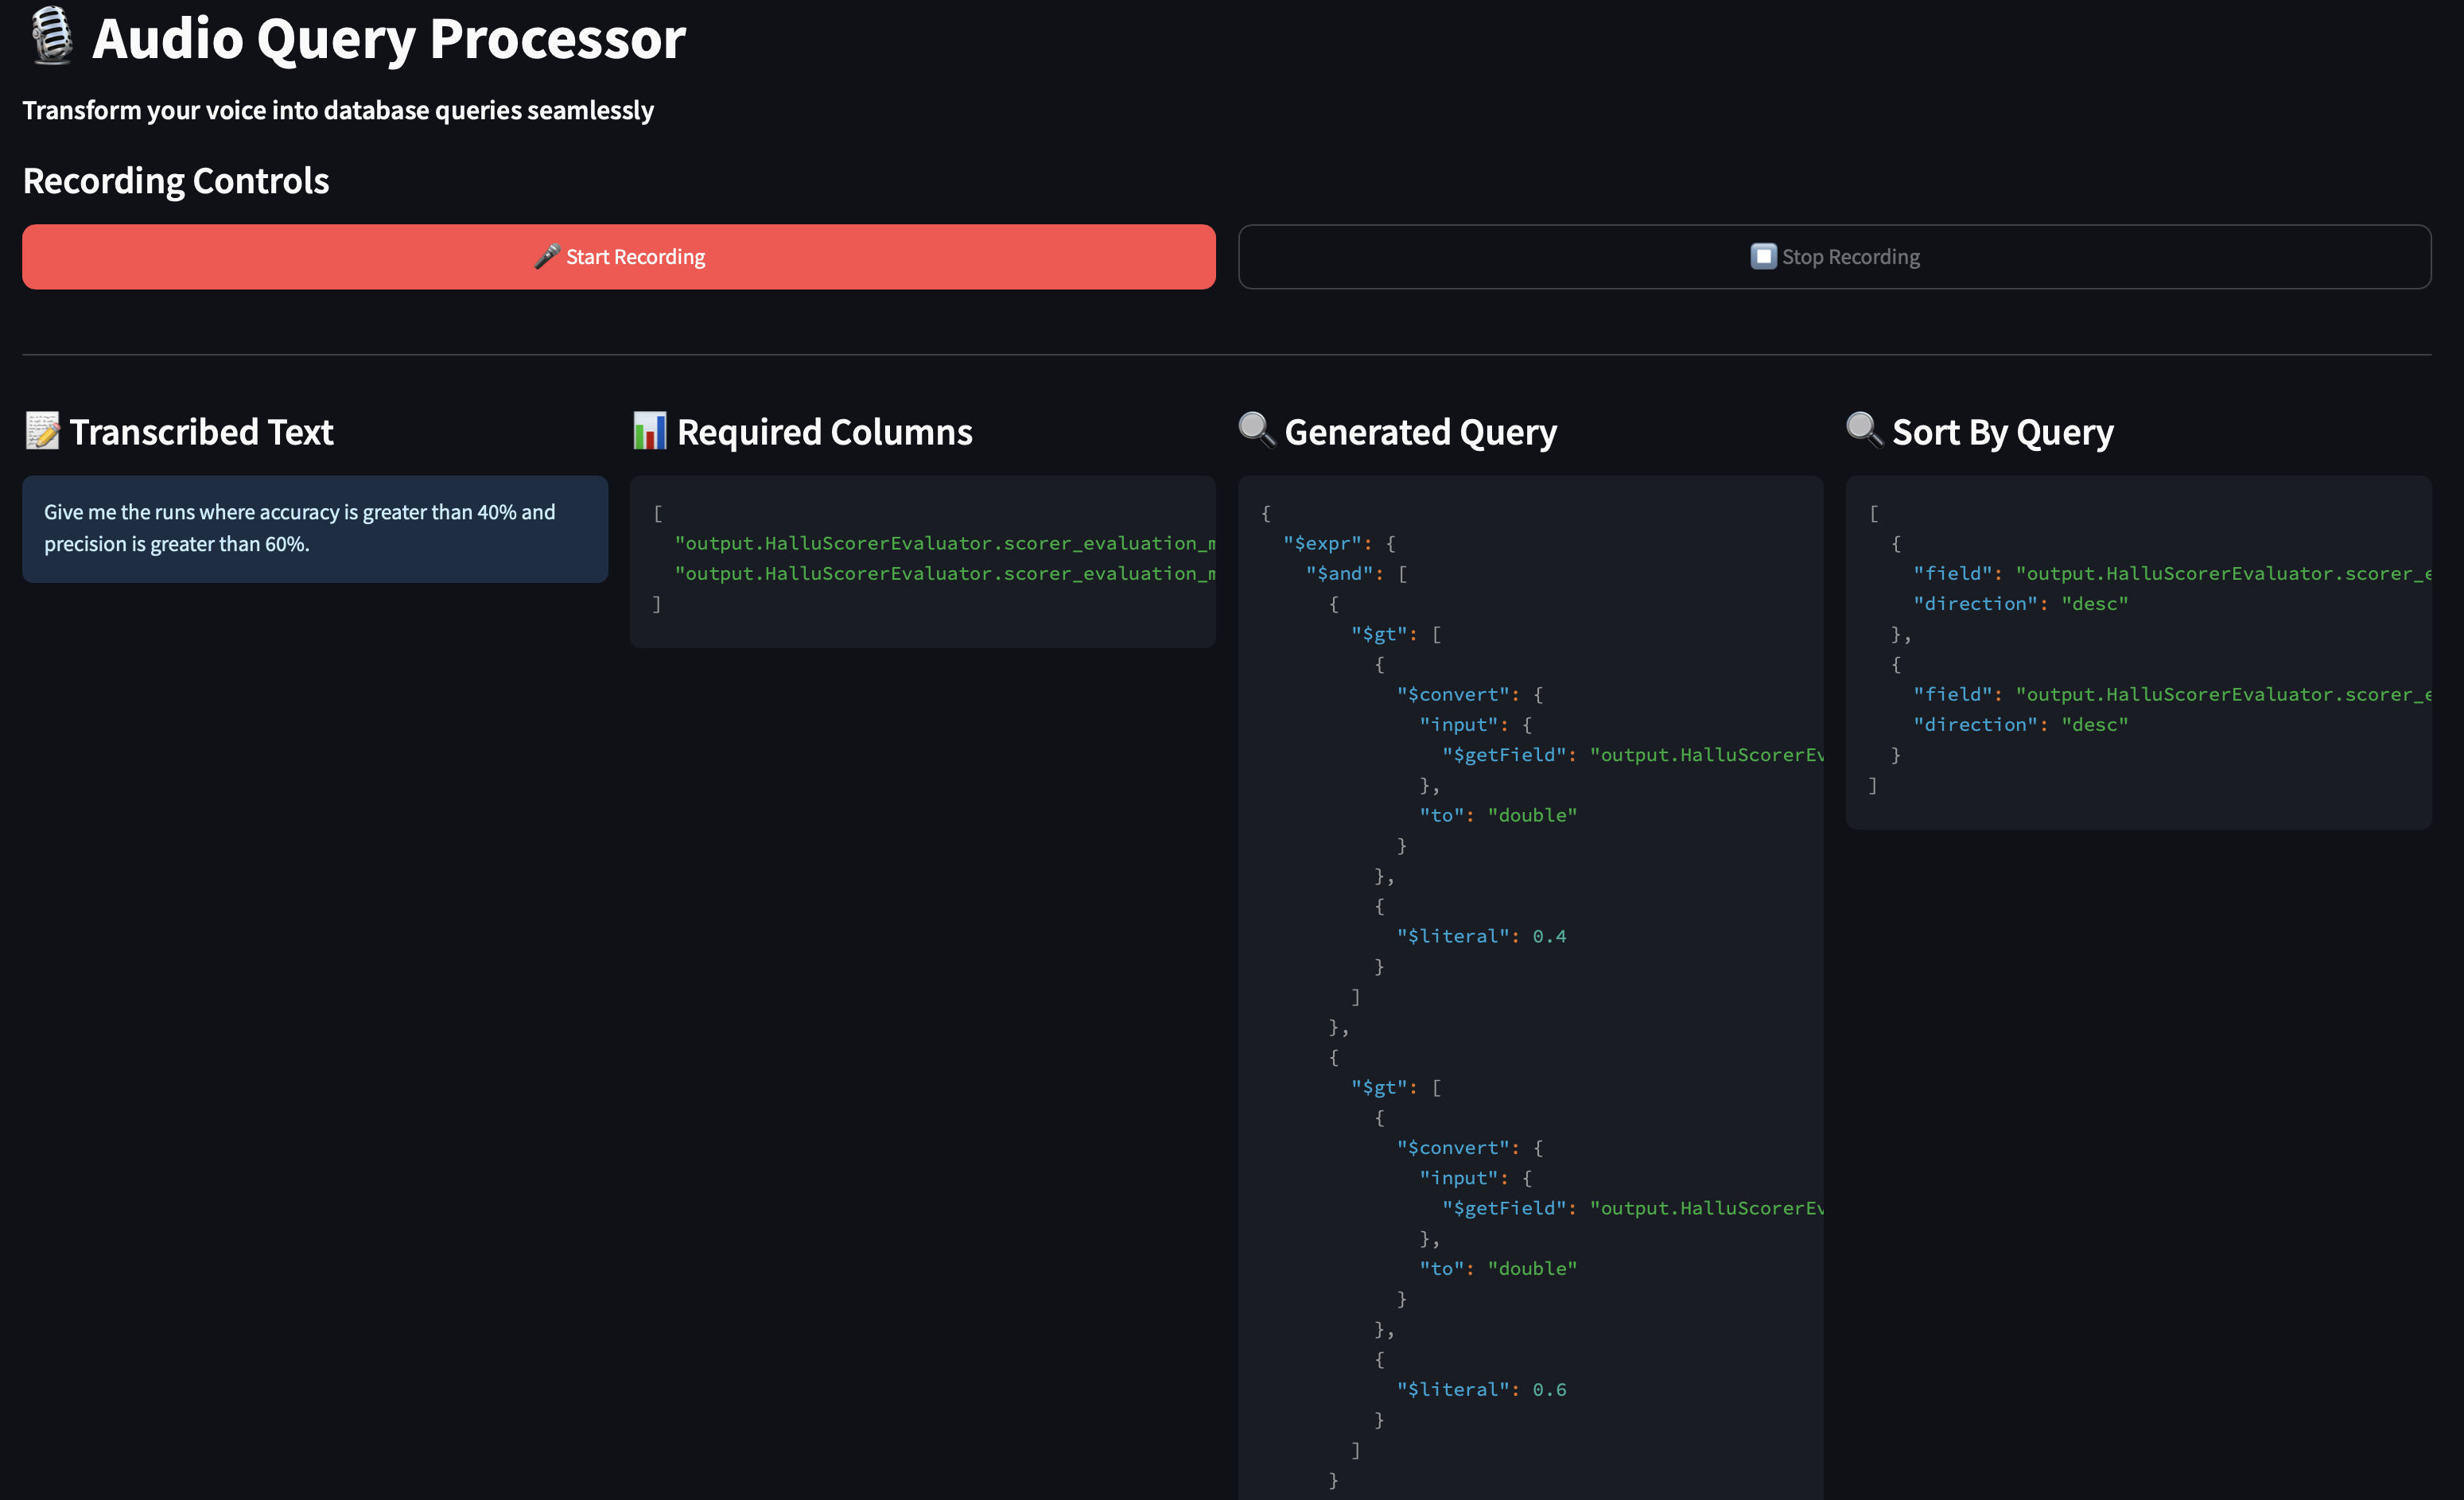 Audio Query Processor
Transform your voice into database queries seamlessly
Recording Controls
Start Recording
Stop Recording
Transcribed Text
Give me the runs where accuracy is greater than 40% and
precision is greater than 60%.
Required Columns
[
"output.HalluScorerEvaluator.scorer_evaluation_m
"output.HalluScorerEvaluator.scorer_evaluation_m
]
Generated Query
{
"$expr": {
"$and": [
{
"$gt": [
{
"$convert": {
"input": {
"$getField": "output.HalluScorerEv
},
"to": "double"
}
},
{
"$literal": 0.4
}
]
},
{
"$gt": [
{
"$convert": {
"input": {
"$getField": "output.HalluScorerEv
},
"to": "double"
}
},
{
"$literal": 0.6
}
]
}
Sort By Query
[
{
"field": "output.HalluScorerEvaluator.scorer_e
"direction": "desc"
},
{
"field": "output.HalluScorerEvaluator.scorer_e
"direction": "desc"
}
]